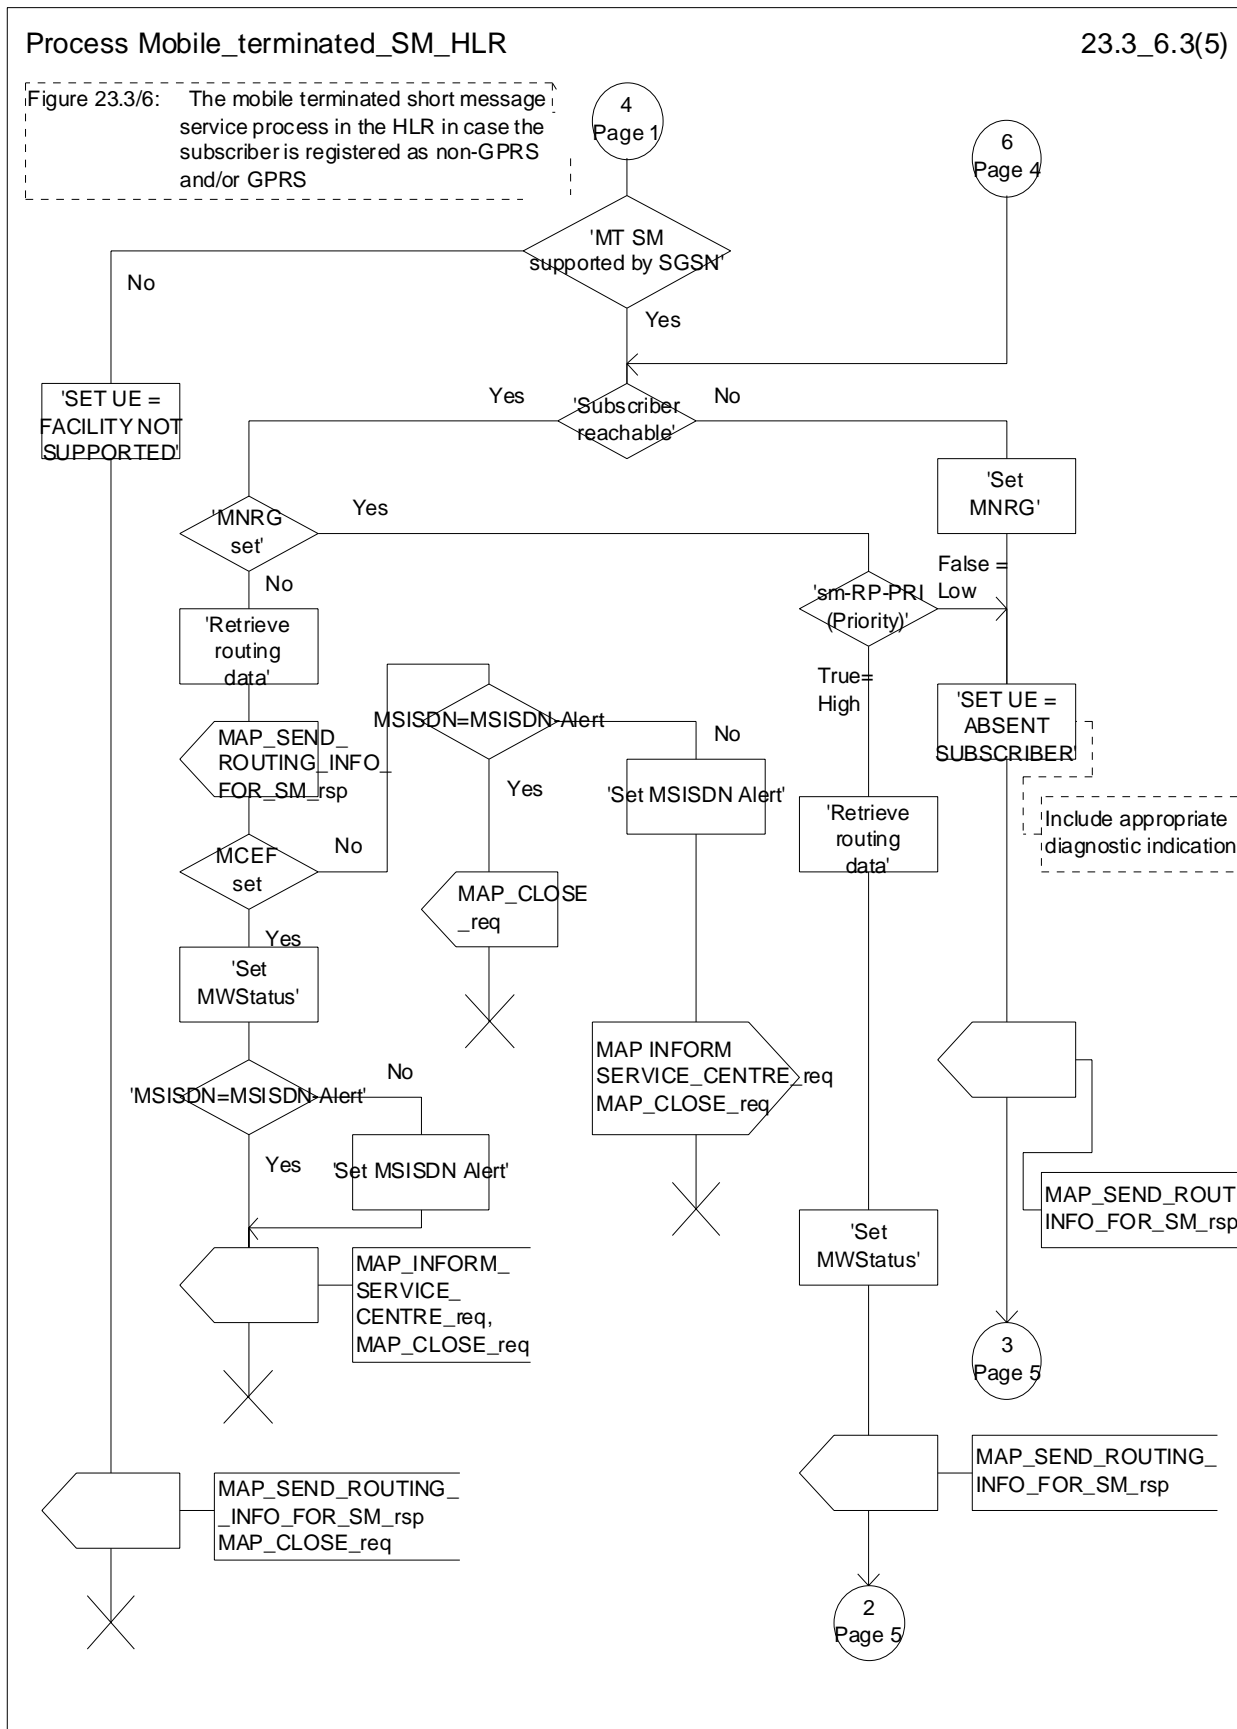 Process Mobile_terminated_SM_HLR
23.3_6.3(5)
Figure 23.3/6: The mobile terminated short message
service process in the HLR in case the
subscriber is registered as non-GPRS
and/or GPRS
4
Page 1
6
Page 4
'MT SM
supported by SGSN'
No
Yes
'SET UE =
FACILITY NOT
SUPPORTED'
Yes
'Subscriber
reachable'
No
'Set
MNRG'
'MNRG
set'
Yes
No
False =
Low
'sm-RP-PRI
(Priority)'
True=
High
'Retrieve
routing
data'
MAP_SEND_
ROUTING_INFO_
FOR_SM_rsp
MSISDN=MSISDN-Alert
No
Yes
'Set MSISDN Alert'
'SET UE =
ABSENT
SUBSCRIBER'
Include appropriate
diagnostic indication
'Retrieve
routing
data'
MCEF
set
No
Yes
MAP_CLOSE
_req
'Set
MWStatus'
MAP INFORM
SERVICE_CENTRE_req
MAP_CLOSE_req
'MSISDN=MSISDN-Alert'
No
Yes
'Set MSISDN Alert'
MAP_SEND_ROUT
INFO_FOR_SM_rsp
'Set
MWStatus'
MAP_INFORM_
SERVICE_
CENTRE_req,
MAP_CLOSE_req
3
Page 5
MAP_SEND_ROUTING_
INFO_FOR_SM_rsp
MAP_SEND_ROUTING_
_INFO_FOR_SM_rsp
MAP_CLOSE_req
2
Page 5